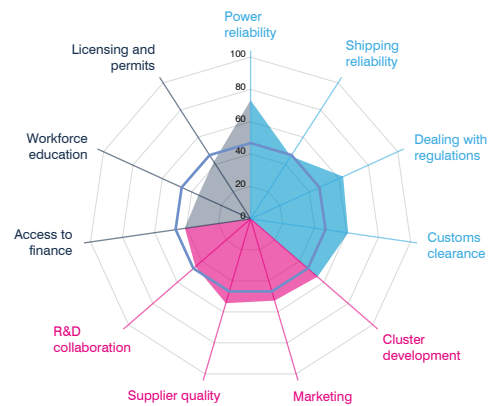 Power
reliability
Shipping
reliability
Licensing and
permits
100
80
60
40
20
0
Workforce
education
Dealing with
regulations
Access to
finance
Customs
clearance
R&D
collaboration
Cluster
development
Supplier quality
Marketing